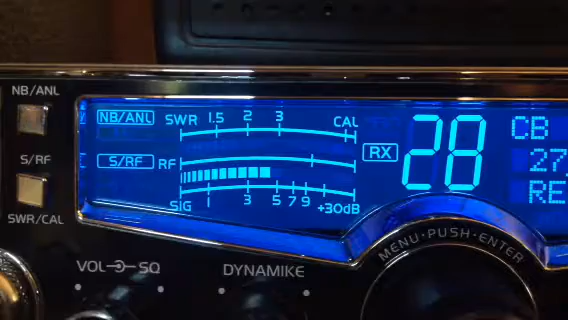 NB/ANL
S/RF
SWR/CAL
NB/ANL
SWR 1.5 2 3 CAL
S/RF
RF
SIG 1 3 5 7 9 +30dB
RX
28
CB
27
RE
MENU·PUSH·ENTER
VOL SQ
DYNAMIKE